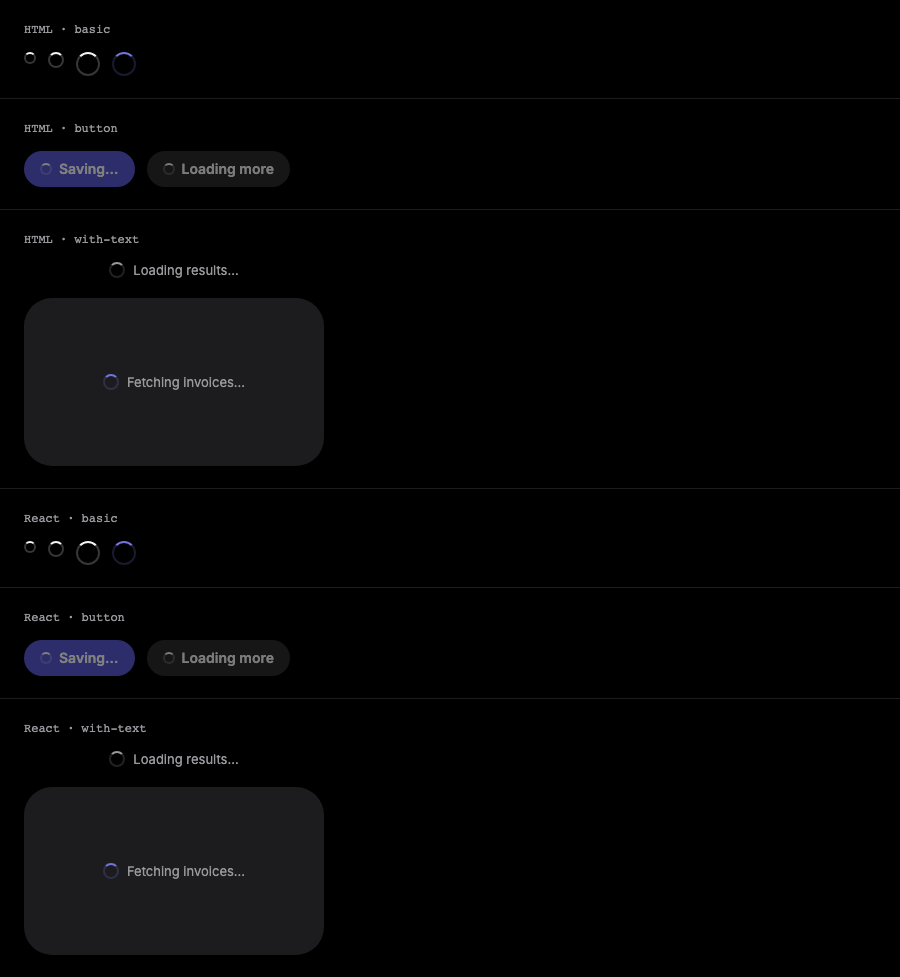 HTML · basic
HTML · button
Saving...
Loading more
HTML · with-text
Loading results...
Fetching invoices...
React · basic
React · button
Saving...
Loading more
React · with-text
Loading results...
Fetching invoices...